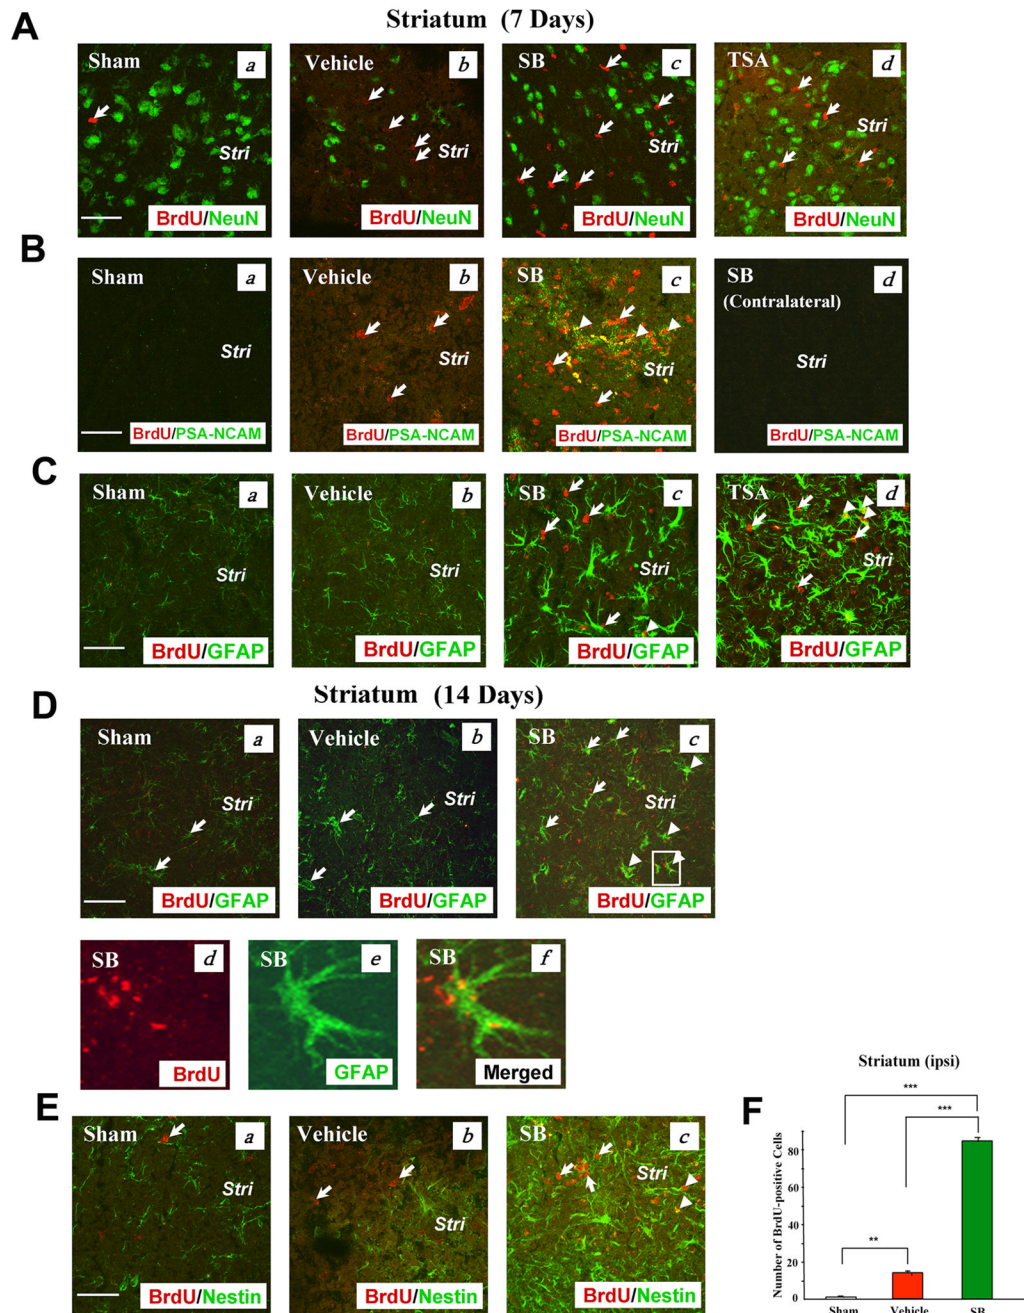 A
Striatum (7 Days)
Sham
a
Stri
BrdU/NeuN
Vehicle
b
Stri
BrdU/NeuN
SB
c
Stri
BrdU/NeuN
TSA
d
Stri
BrdU/NeuN
B
Sham
a
Stri
BrdU/PSA-NCAM
Vehicle
b
Stri
BrdU/PSA-NCAM
SB
c
Stri
BrdU/PSA-NCAM
SB
(Contralateral)
d
Stri
BrdU/PSA-NCAM
C
Sham
a
Stri
BrdU/GFAP
Vehicle
b
Stri
BrdU/GFAP
SB
c
Stri
BrdU/GFAP
TSA
d
Stri
BrdU/GFAP
D
Striatum (14 Days)
Sham
a
Stri
BrdU/GFAP
Vehicle
b
Stri
BrdU/GFAP
SB
c
Stri
BrdU/GFAP
SB
d
BrdU
SB
e
GFAP
SB
f
Merged
E
Sham
a
Stri
BrdU/Nestin
Vehicle
b
Stri
BrdU/Nestin
SB
c
Stri
BrdU/Nestin
F
Striatum (ipsi)
***
***
**
Number of BrdU-positive Cells
80
60
40
20
0
Sham
Vehicle
SB